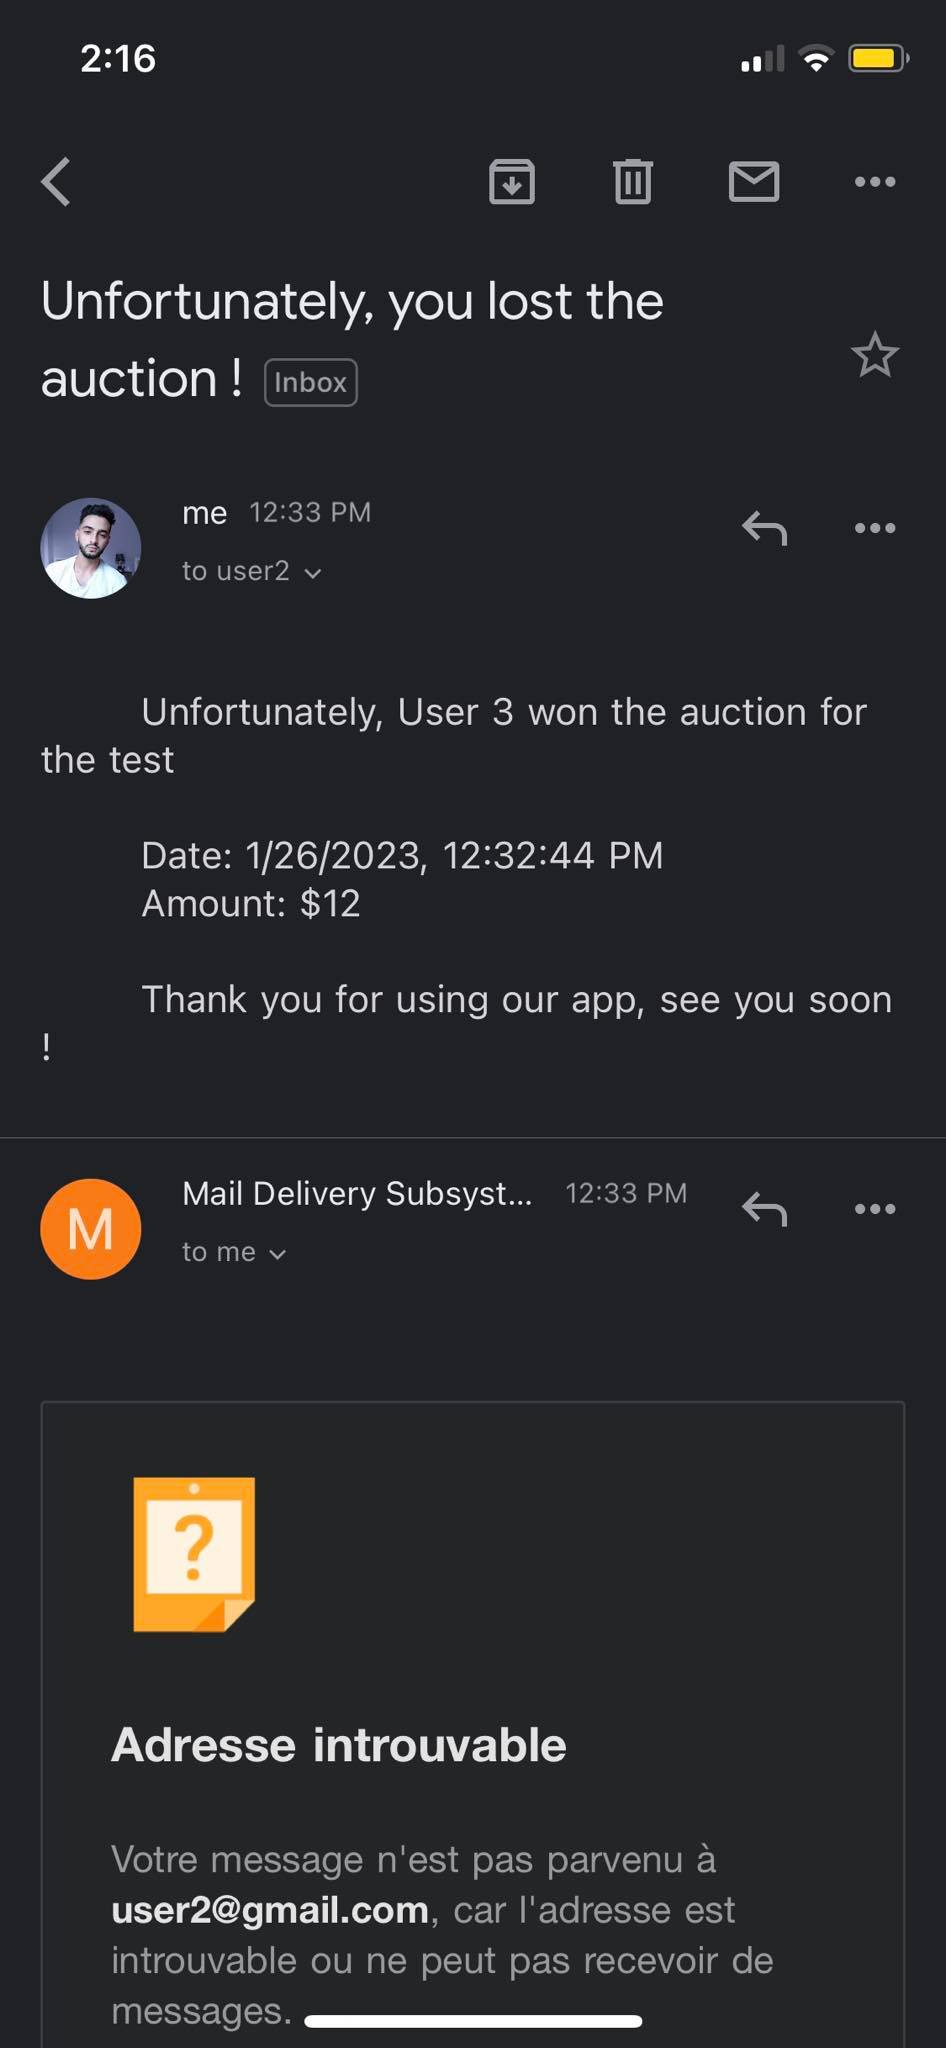 2:16
Unfortunately, you lost the
auction ! Inbox
me 12:33 PM
to user2
Unfortunately, User 3 won the auction for
the test
Date: 1/26/2023, 12:32:44 PM
Amount: $12
Thank you for using our app, see you soon
!
Mail Delivery Subsyst... 12:33 PM
M
to me
?
Adresse introuvable
Votre message n'est pas parvenu à
user2@gmail.com, car l'adresse est
introuvable ou ne peut pas recevoir de
messages.